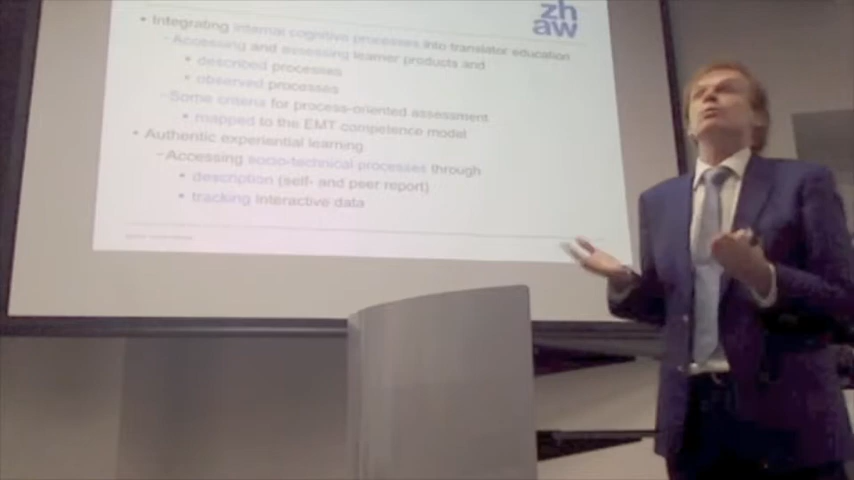 zh
aw
• Integrating internal cognitive processes into translator education
– Accessing and assessing learner products and
• described processes
• observed processes
– Some criteria for process-oriented assessment
• mapped to the EMT competence model
• Authentic experiential learning
– Accessing socio-technical processes through
• description (self- and peer report)
• tracking interactive data